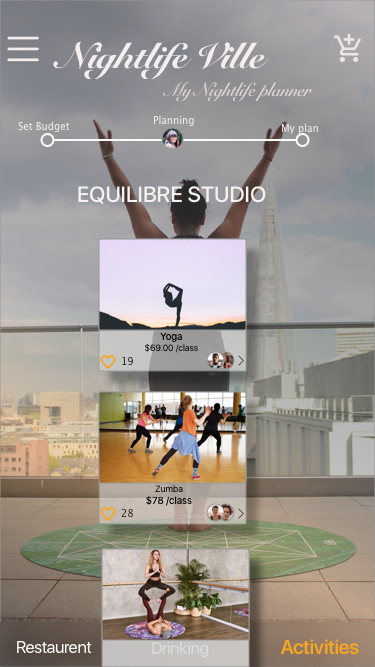 Nightlife Ville
My Nightlife planner
Set Budget
Planning
My plan
EQUILIBRE STUDIO
Yoga
$69.00 /class
19
Zumba
$78 /class
28
Restaurent
Drinking
Activities